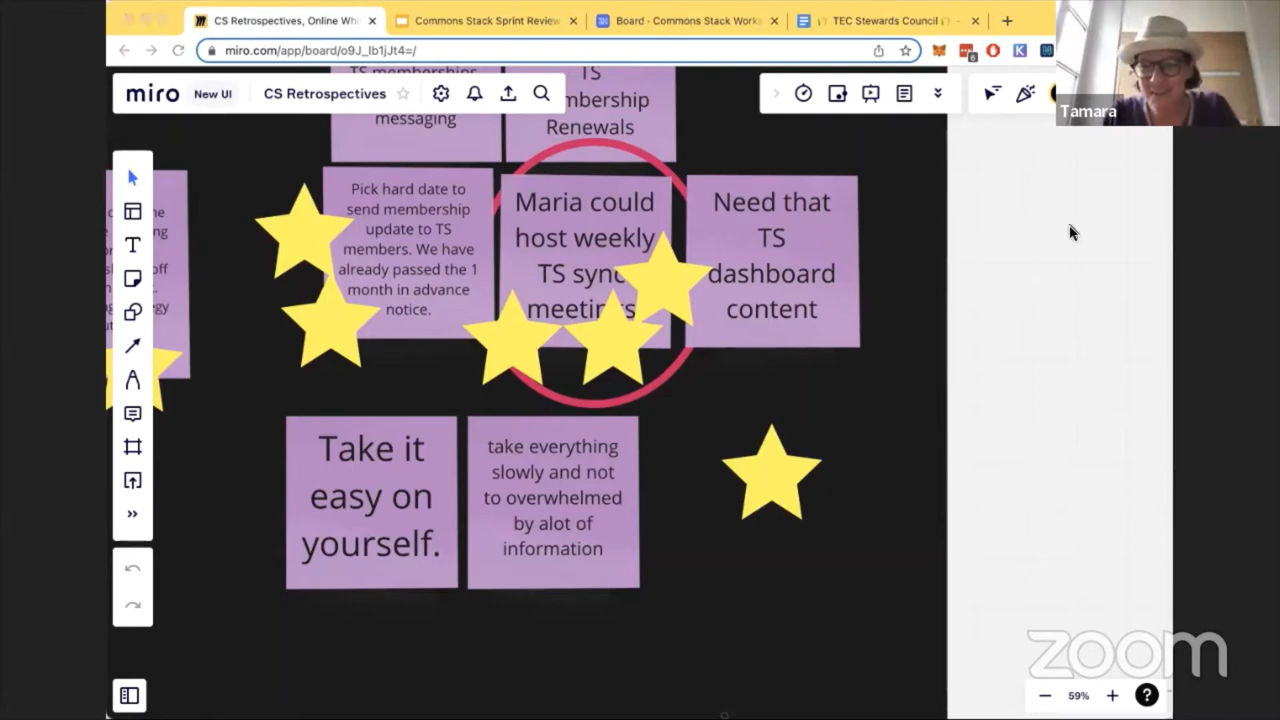 CS Retrospectives, Online Whi
Commons Stack Sprint Review
Board - Commons Stack Works
TEC Stewards Council
miro.com/app/board/o9J_lb1jJt4=/
6
K
miro
New UI
CS Retrospectives
Tamara
TS memberships
messaging
TS
mbership
Renewals
Pick hard date to
send membership
update to TS
members. We have
already passed the 1
month in advance
notice.
Maria could
host weekly
TS sync
meetings
Need that
TS
dashboard
content
Take it
easy on
yourself.
take everything
slowly and not
to overwhelmed
by alot of
information
zoom
59%